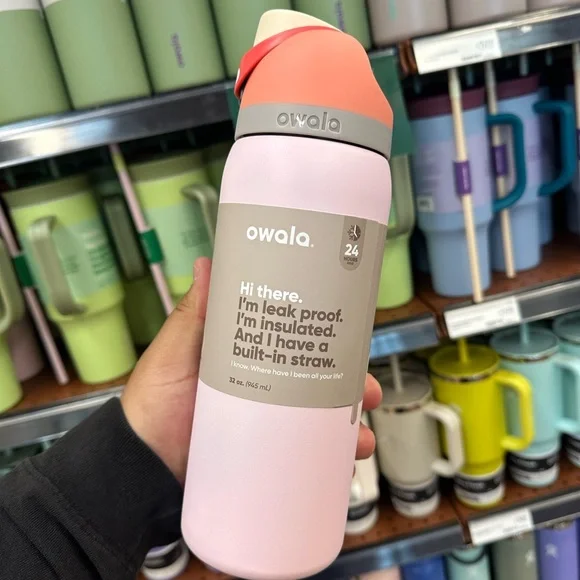 owala
owala.
24
Hi there.
I'm leak proof.
I'm insulated.
And I have a
built-in straw.
I know. Where have I been all your life?
32 oz. (945 mL)